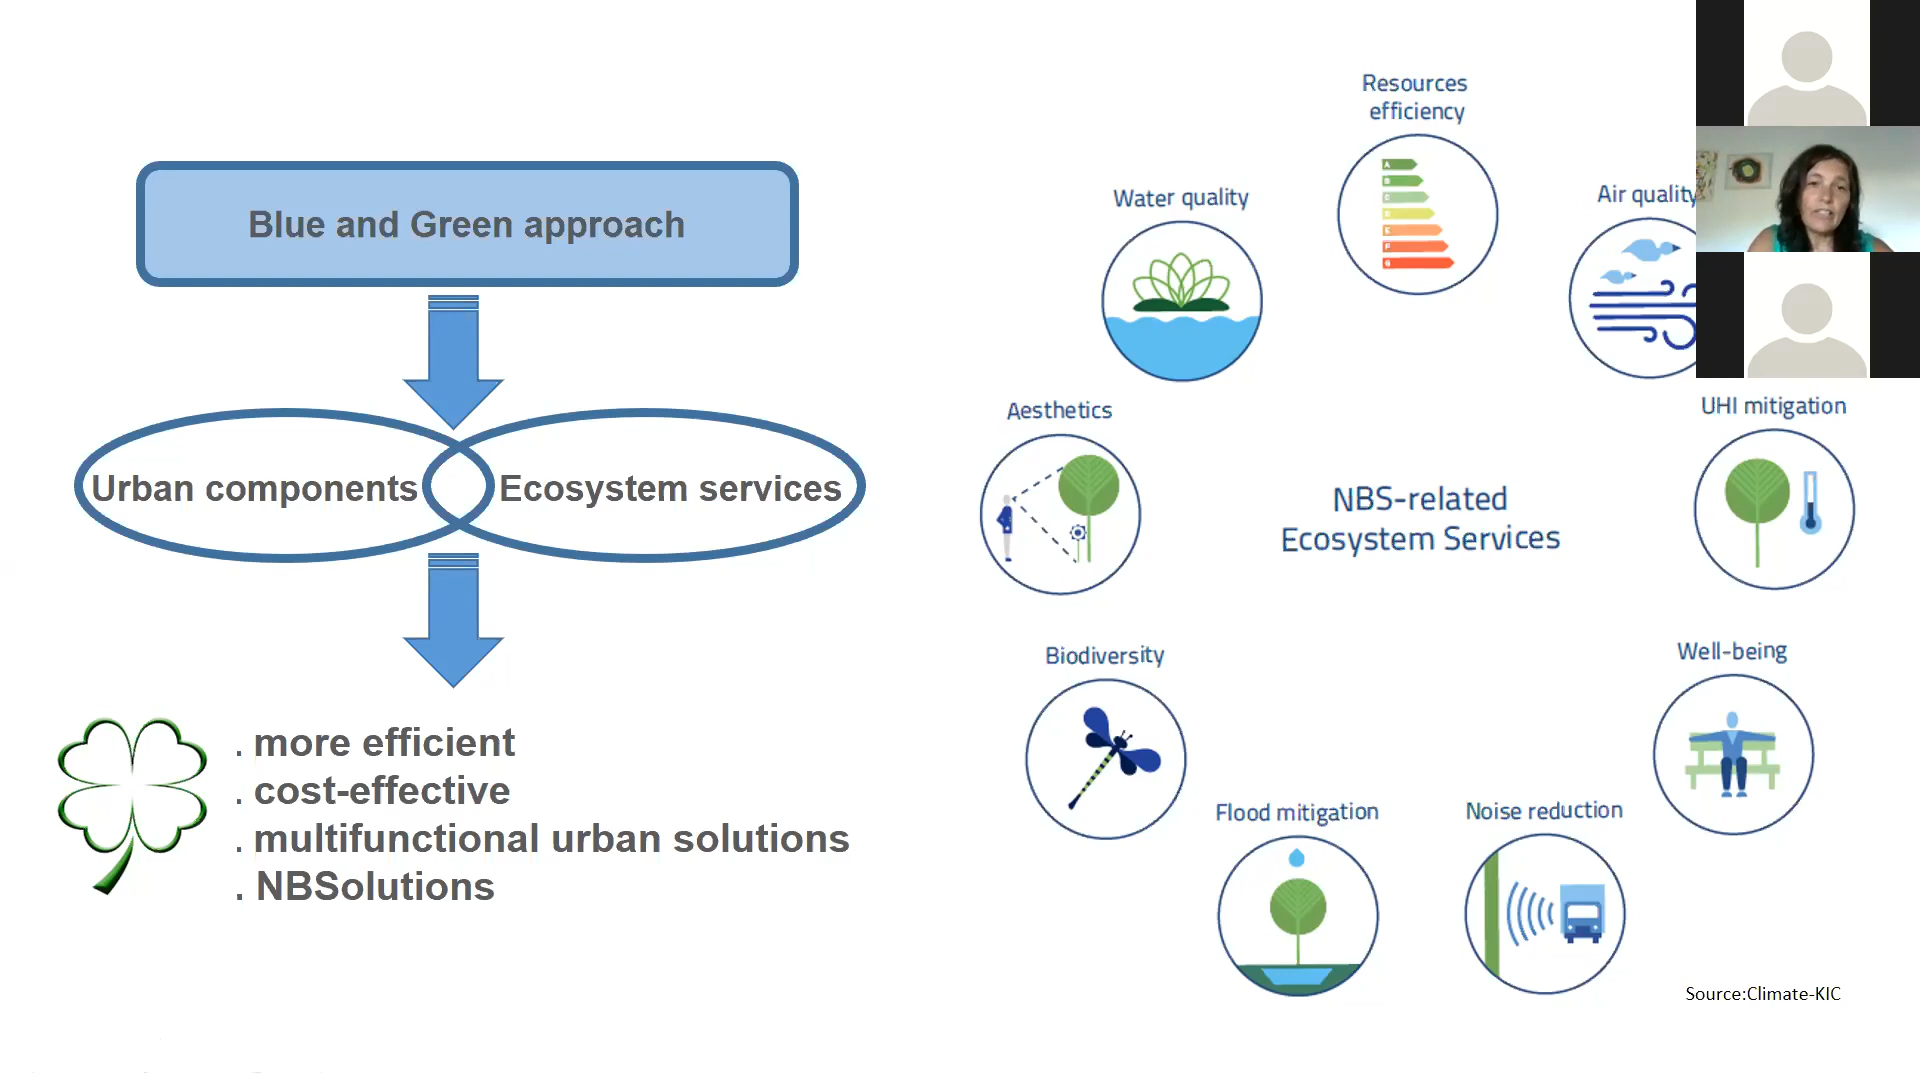 Blue and Green approach
Urban components
Ecosystem services
. more efficient
. cost-effective
. multifunctional urban solutions
. NBSolutions
Resources
efficiency
A
B
C
D
E
F
G
Water quality
Air quality
Aesthetics
UHI mitigation
NBS-related
Ecosystem Services
Biodiversity
Well-being
Flood mitigation
Noise reduction
Source:Climate-KIC